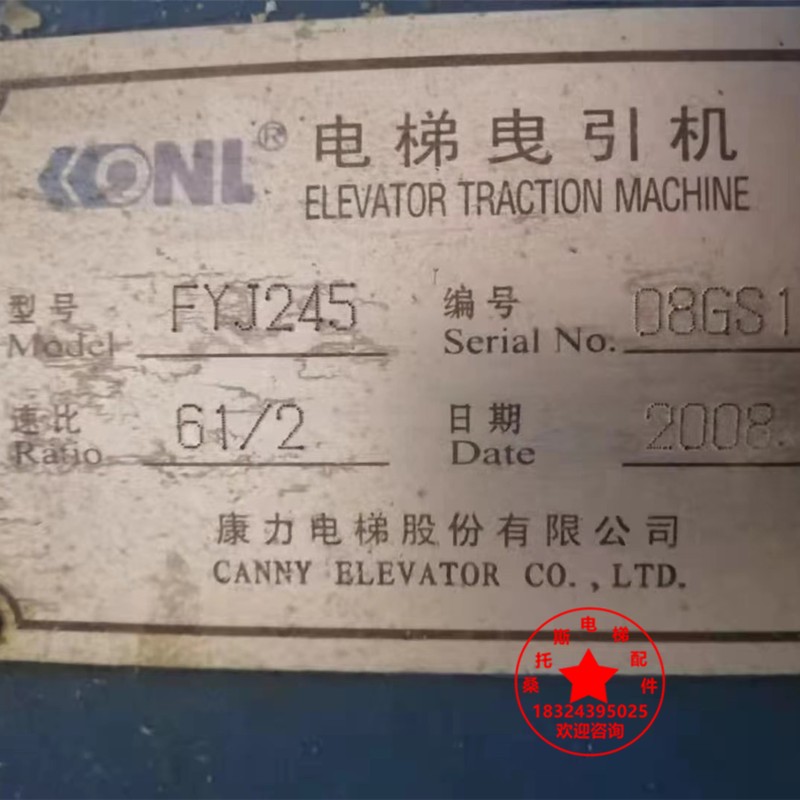 KONL® 电梯曳引机
ELEVATOR TRACTION MACHINE
型号 FYJ245 编号 08GS1
Model Serial No.
速比 61/2 日期 2008.
Ratio Date
康力电梯股份有限公司
CANNY ELEVATOR CO.,LTD.
桑托斯电梯配件
18324395025
欢迎咨询